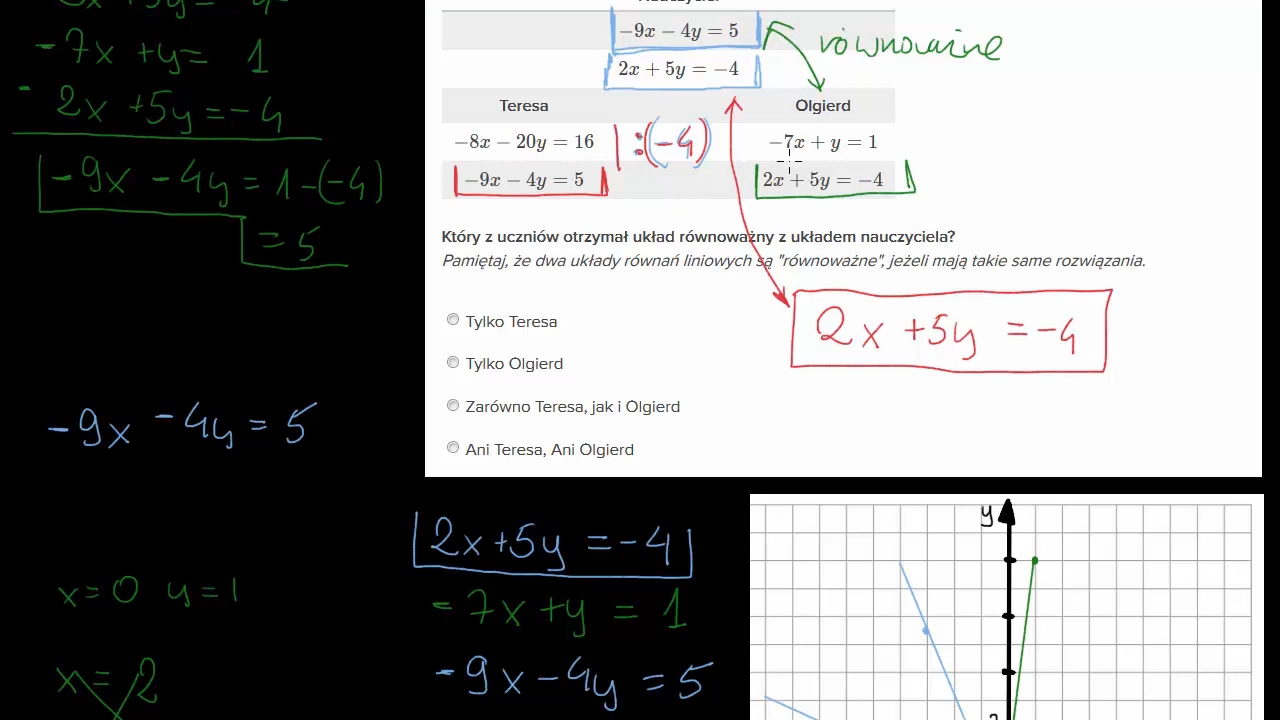 -7x + y = 1
- 2x + 5y = -4
-9x - 4y = 1 - (-4)
= 5
-9x - 4y = 5
x = 0 y = 1
x = 2
-9x − 4y = 5
2x + 5y = −4
równoważne
Teresa
Olgierd
−8x − 20y = 16
| : (-4)
−7x + y = 1
−9x − 4y = 5
2x + 5y = −4
Który z uczniów otrzymał układ równoważny z układem nauczyciela?
Pamiętaj, że dwa układy równań liniowych są "równoważne", jeżeli mają takie same rozwiązania.
2x + 5y = -4
Tylko Teresa
Tylko Olgierd
Zarówno Teresa, jak i Olgierd
Ani Teresa, Ani Olgierd
2x + 5y = -4
-7x + y = 1
-9x - 4y = 5
y